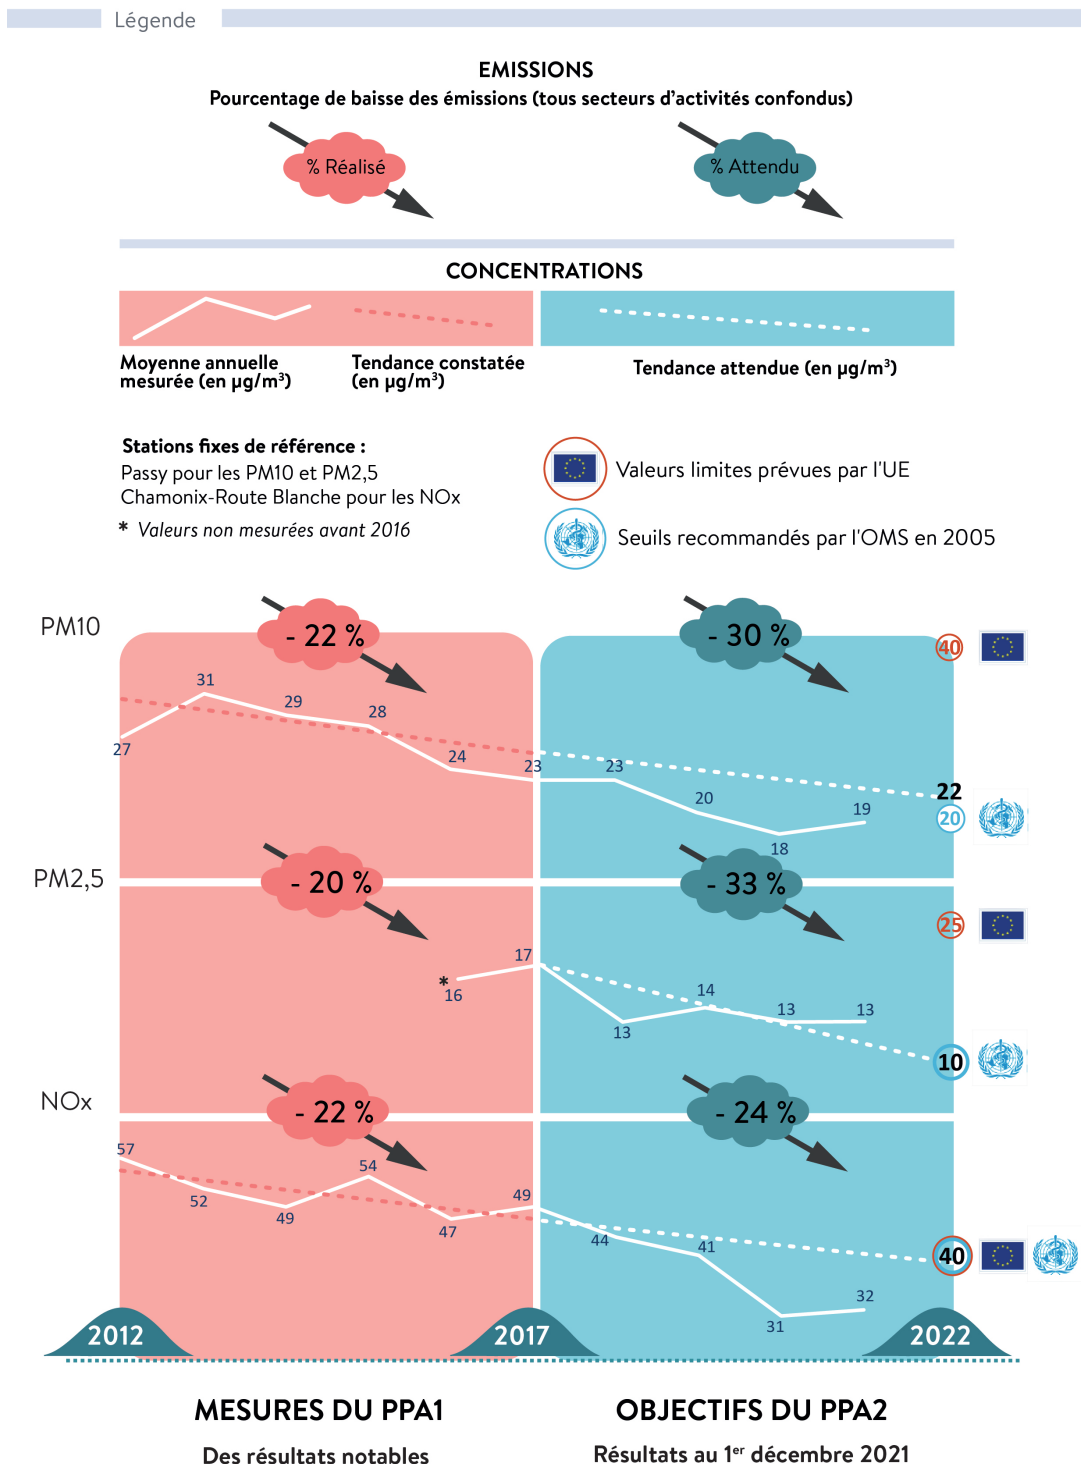 Légende
EMISSIONS
Pourcentage de baisse des émissions (tous secteurs d'activités confondus)
% Réalisé
% Attendu
CONCENTRATIONS
Moyenne annuelle
mesurée (en µg/m³)
Tendance constatée
(en µg/m³)
Tendance attendue (en µg/m³)
Stations fixes de référence :
Passy pour les PM10 et PM2,5
Chamonix-Route Blanche pour les NOx
* Valeurs non mesurées avant 2016
Valeurs limites prévues par l'UE
Seuils recommandés par l'OMS en 2005
PM10
- 22 %
- 30 %
40
27
31
29
28
24
23
23
20
18
19
22
20
PM2,5
- 20 %
- 33 %
25
*
16
17
13
14
13
13
10
NOx
- 22 %
- 24 %
57
52
49
54
47
49
44
41
31
32
40
2012
2017
2022
MESURES DU PPA1
Des résultats notables
OBJECTIFS DU PPA2
Résultats au 1er décembre 2021